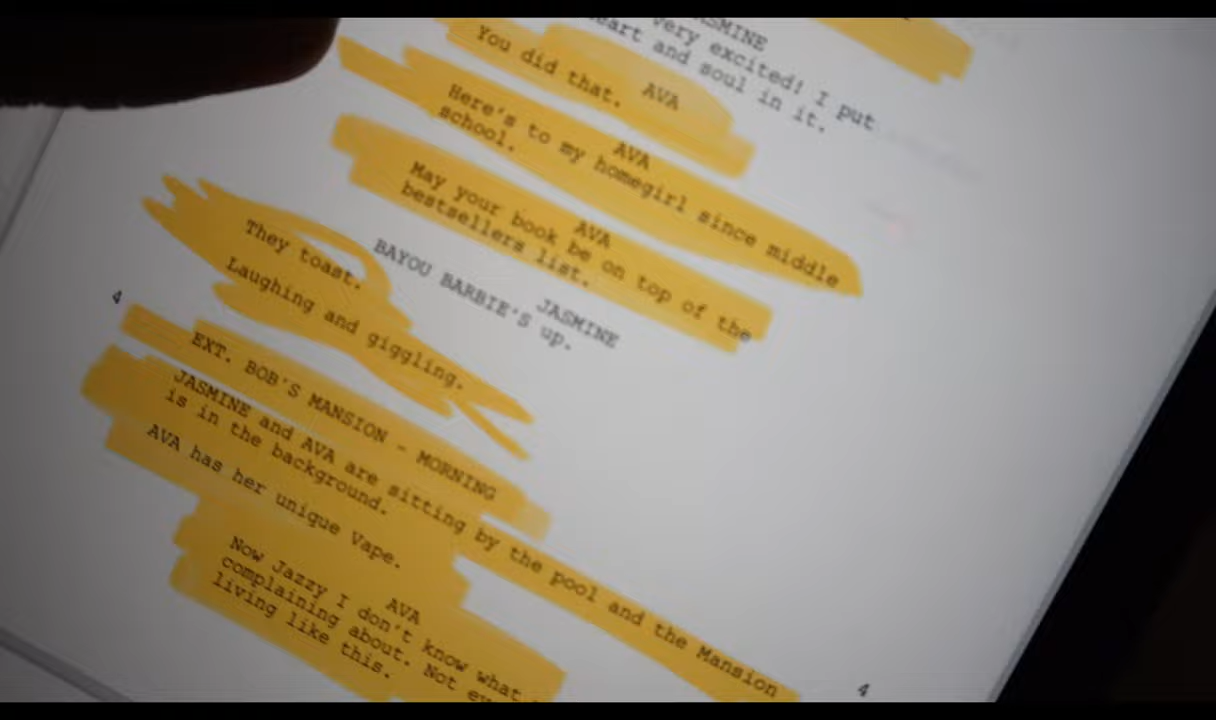 JASMINE
very excited! I put
heart and soul in it.
AVA
You did that.
AVA
Here's to my homegirl since middle
school.
AVA
May your book be on top of the
bestsellers list.
They toast.
JASMINE
BAYOU BARBIE's up.
Laughing and giggling.
4 EXT. BOB'S MANSION - MORNING 4
JASMINE and AVA are sitting by the pool and the Mansion
is in the background.
AVA has her unique Vape.
AVA
Now Jazzy I don't know what
complaining about. Not
living like this.